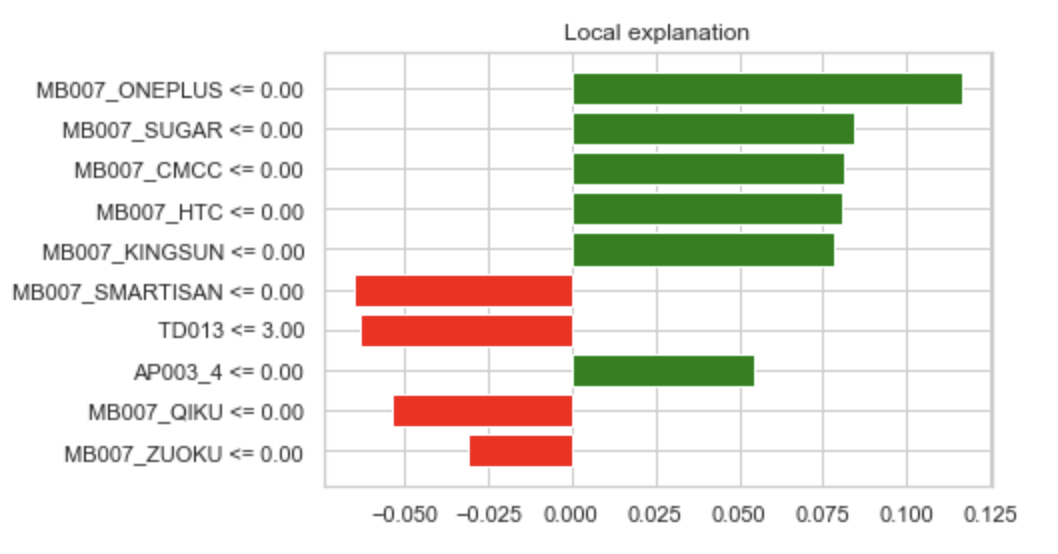 Local explanation
MB007_ONEPLUS <= 0.00
MB007_SUGAR <= 0.00
MB007_CMCC <= 0.00
MB007_HTC <= 0.00
MB007_KINGSUN <= 0.00
MB007_SMARTISAN <= 0.00
TD013 <= 3.00
AP003_4 <= 0.00
MB007_QIKU <= 0.00
MB007_ZUOKU <= 0.00
−0.050 −0.025 0.000 0.025 0.050 0.075 0.100 0.125